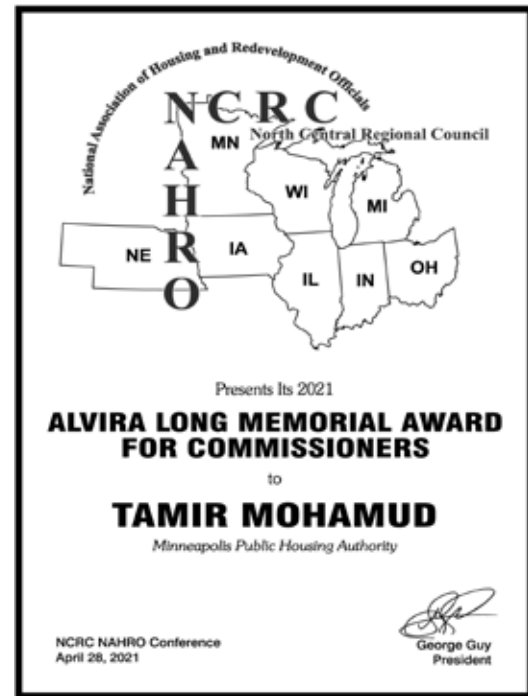 National Association of Housing and Redevelopment Officials
NCRC
North Central Regional Council
NAHRO
MN
WI
MI
NE
IA
IL
IN
OH
Presents Its 2021
ALVIRA LONG MEMORIAL AWARD
FOR COMMISSIONERS
to
TAMIR MOHAMUD
Minneapolis Public Housing Authority
NCRC NAHRO Conference
April 28, 2021
George Guy
President